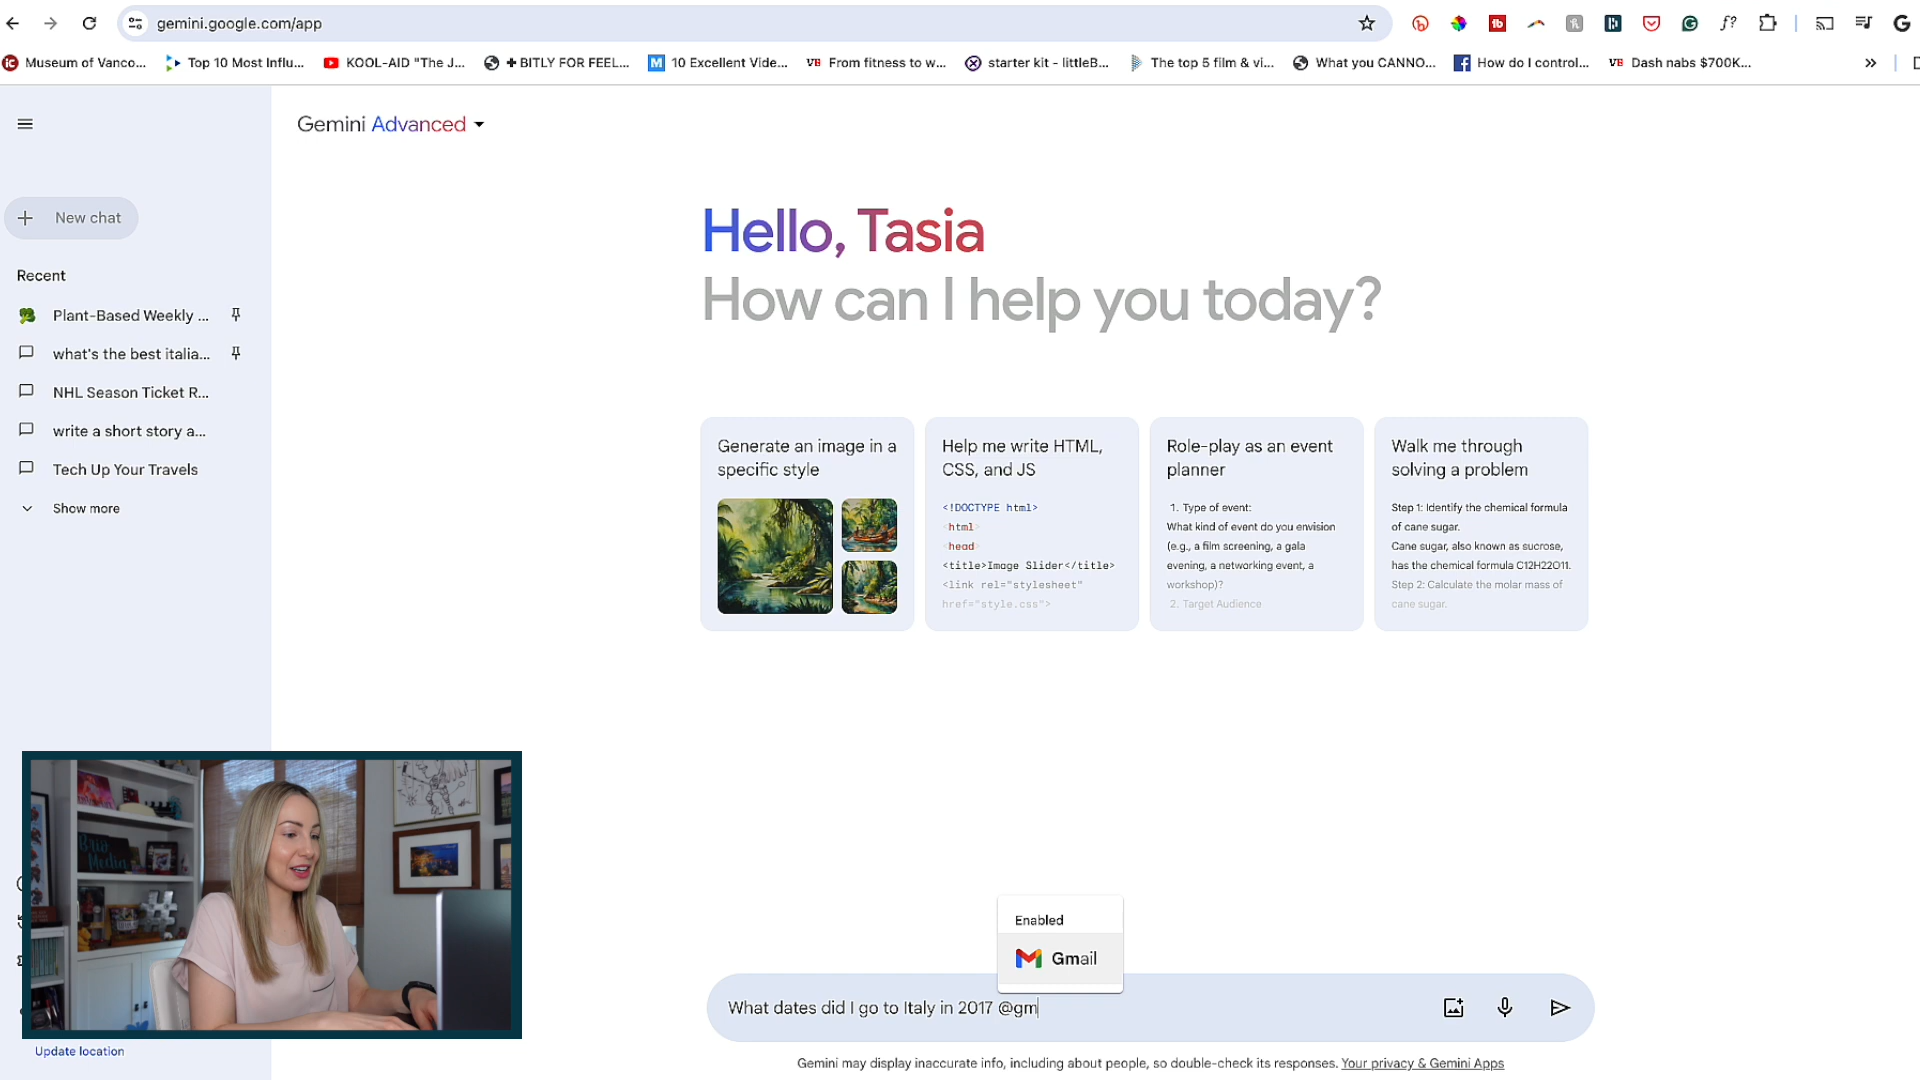 gemini.google.com/app
Museum of Vanco...
Top 10 Most Influ...
KOOL-AID "The J...
+ BITLY FOR FEEL...
10 Excellent Vide...
From fitness to w...
starter kit - littleB...
The top 5 film & vi...
What you CANNO...
How do I control...
Dash nabs $700K...
Gemini Advanced
New chat
Hello, Tasia
How can I help you today?
Recent
Plant-Based Weekly ...
what's the best italia...
NHL Season Ticket R...
write a short story a...
Tech Up Your Travels
Show more
Generate an image in a
specific style
Help me write HTML,
CSS, and JS
<!DOCTYPE html>
<html>
<head>
<title>Image Slider</title>
<link rel="stylesheet"
href="style.css">
Role-play as an event
planner
1. Type of event:
What kind of event do you envision
(e.g., a film screening, a gala
evening, a networking event, a
workshop)?
2. Target Audience
Walk me through
solving a problem
Step 1: Identify the chemical formula
of cane sugar.
Cane sugar, also known as sucrose,
has the chemical formula C12H22O11.
Step 2: Calculate the molar mass of
cane sugar.
Brio
Media
Enabled
Gmail
What dates did I go to Italy in 2017 @gm
Update location
Gemini may display inaccurate info, including about people, so double-check its responses. Your privacy & Gemini Apps